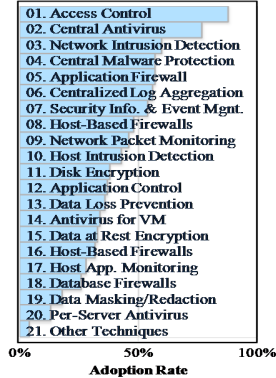 01. Access Control
02. Central Antivirus
03. Network Intrusion Detection
04. Central Malware Protection
05. Application Firewall
06. Centralized Log Aggregation
07. Security Info. & Event Mgnt.
08. Host-Based Firewalls
09. Network Packet Monitoring
10. Host Intrusion Detection
11. Disk Encryption
12. Application Control
13. Data Loss Prevention
14. Antivirus for VM
15. Data at Rest Encryption
16. Host-Based Firewalls
17. Host App. Monitoring
18. Database Firewalls
19. Data Masking/Redaction
20. Per-Server Antivirus
21. Other Techniques
0% 50% 100%
Adoption Rate